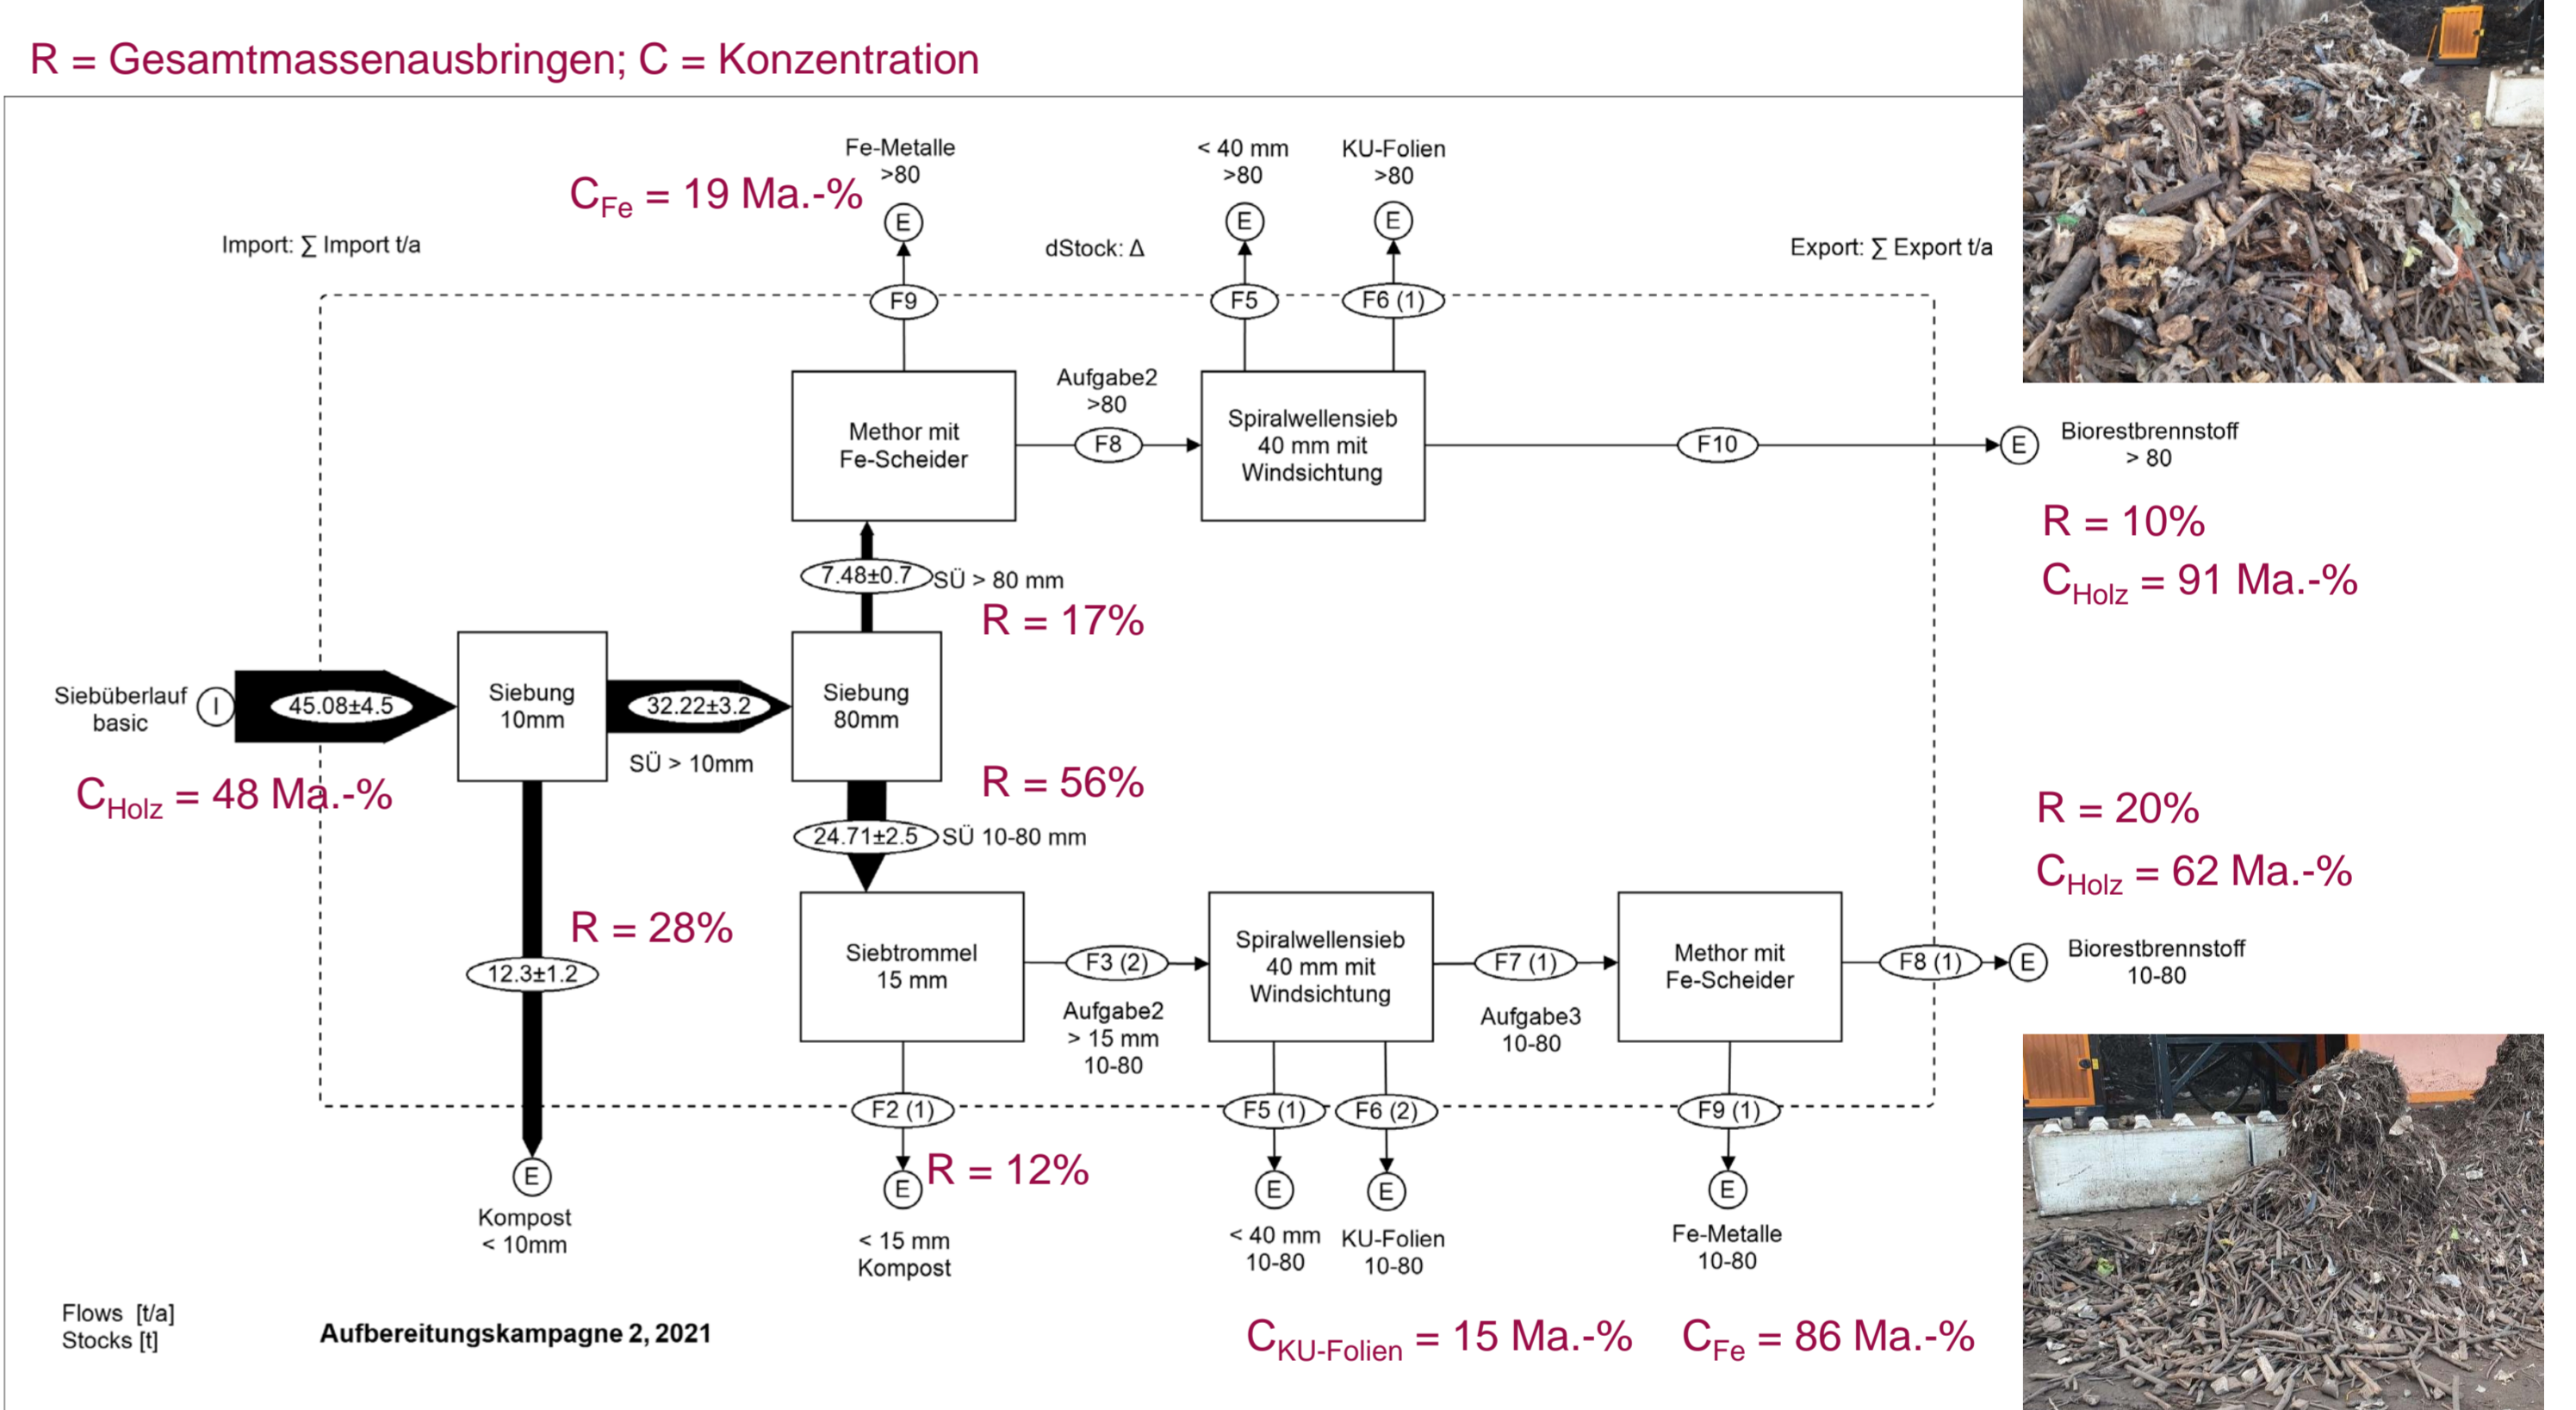 R = Gesamtmassenausbringen; C = Konzentration
Fe-Metalle
>80
C_Fe = 19 Ma.-%
E
< 40 mm
>80
E
KU-Folien
>80
E
Import: ∑ Import t/a
dStock: Δ
Export: ∑ Export t/a
F9
F5
F6 (1)
Methor mit
Fe-Scheider
Aufgabe2
>80
F8
Spiralwellensieb
40 mm mit
Windsichtung
F10
E
Biorestbrennstoff
> 80
R = 10%
C_Holz = 91 Ma.-%
7.48±0.7
SÜ > 80 mm
R = 17%
Siebüberlauf
basic
I
45.08±4.5
Siebung
10mm
32.22±3.2
SÜ > 10mm
Siebung
80mm
C_Holz = 48 Ma.-%
R = 56%
24.71±2.5
SÜ 10-80 mm
R = 20%
C_Holz = 62 Ma.-%
R = 28%
12.3±1.2
Siebtrommel
15 mm
F3 (2)
Aufgabe2
> 15 mm
10-80
Spiralwellensieb
40 mm mit
Windsichtung
F7 (1)
Aufgabe3
10-80
Methor mit
Fe-Scheider
F8 (1)
E
Biorestbrennstoff
10-80
F2 (1)
F5 (1)
F6 (2)
F9 (1)
E
Kompost
< 10mm
E
R = 12%
< 15 mm
Kompost
E
< 40 mm
10-80
E
KU-Folien
10-80
E
Fe-Metalle
10-80
Flows [t/a]
Stocks [t]
Aufbereitungskampagne 2, 2021
C_KU-Folien = 15 Ma.-%
C_Fe = 86 Ma.-%